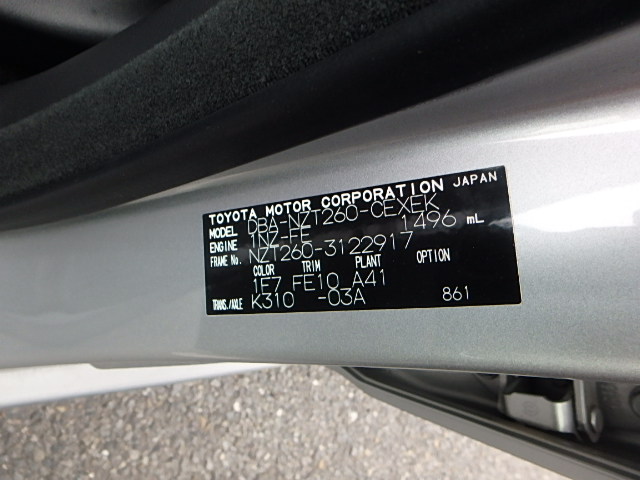 TOYOTA MOTOR CORPORATION JAPAN
MODEL DBA-NZT260-CEXEK
ENGINE 1NZ-FE 1496 mL
FRAME No. NZT260-3122917
COLOR TRIM PLANT OPTION
1E7 FE10 A41
TRANS./AXLE K310 -03A 861